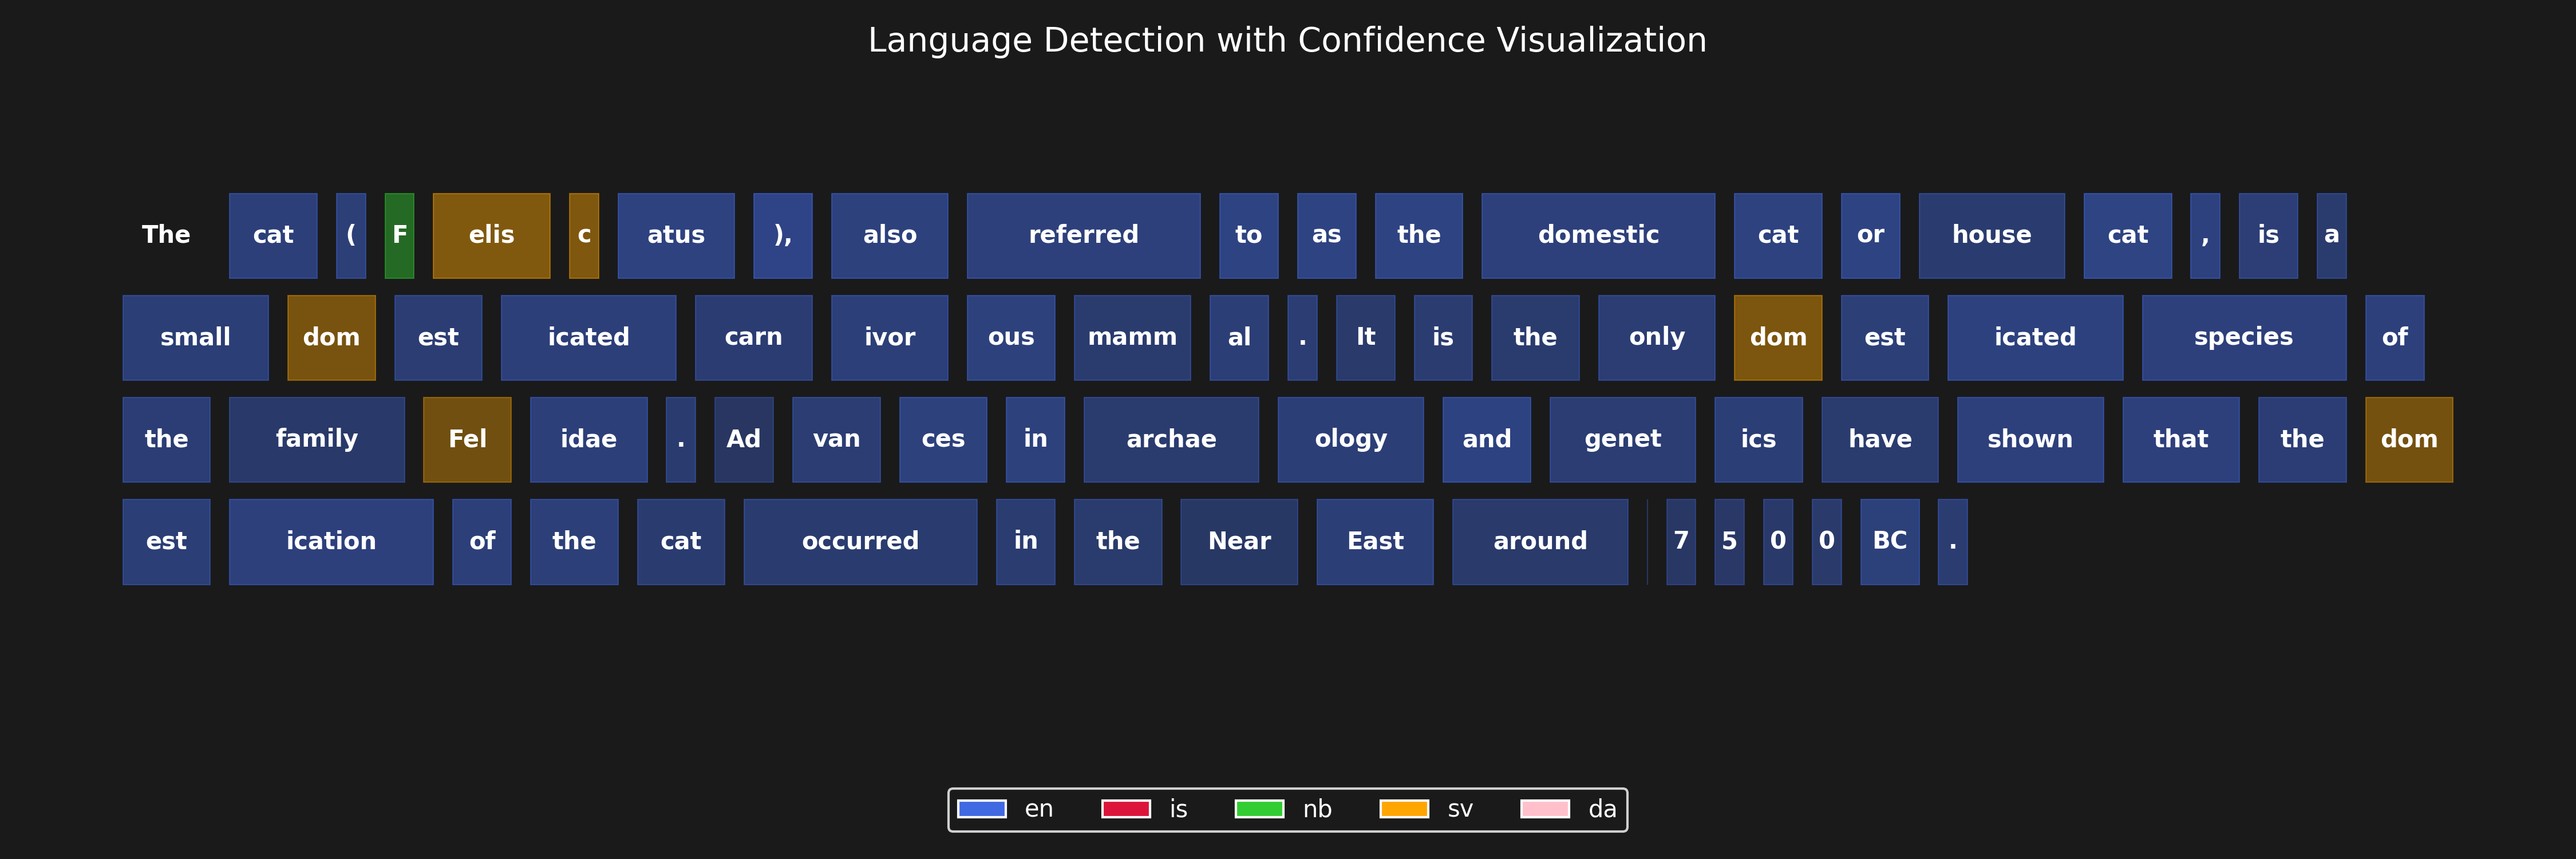 Language Detection with Confidence Visualization
The cat ( F elis c atus ), also referred to as the domestic cat or house cat , is a
small dom est icated carn ivor ous mamm al . It is the only dom est icated species of
the family Fel idae . Ad van ces in archae ology and genet ics have shown that the dom
est ication of the cat occurred in the Near East around 7 5 0 0 BC .
en is nb sv da